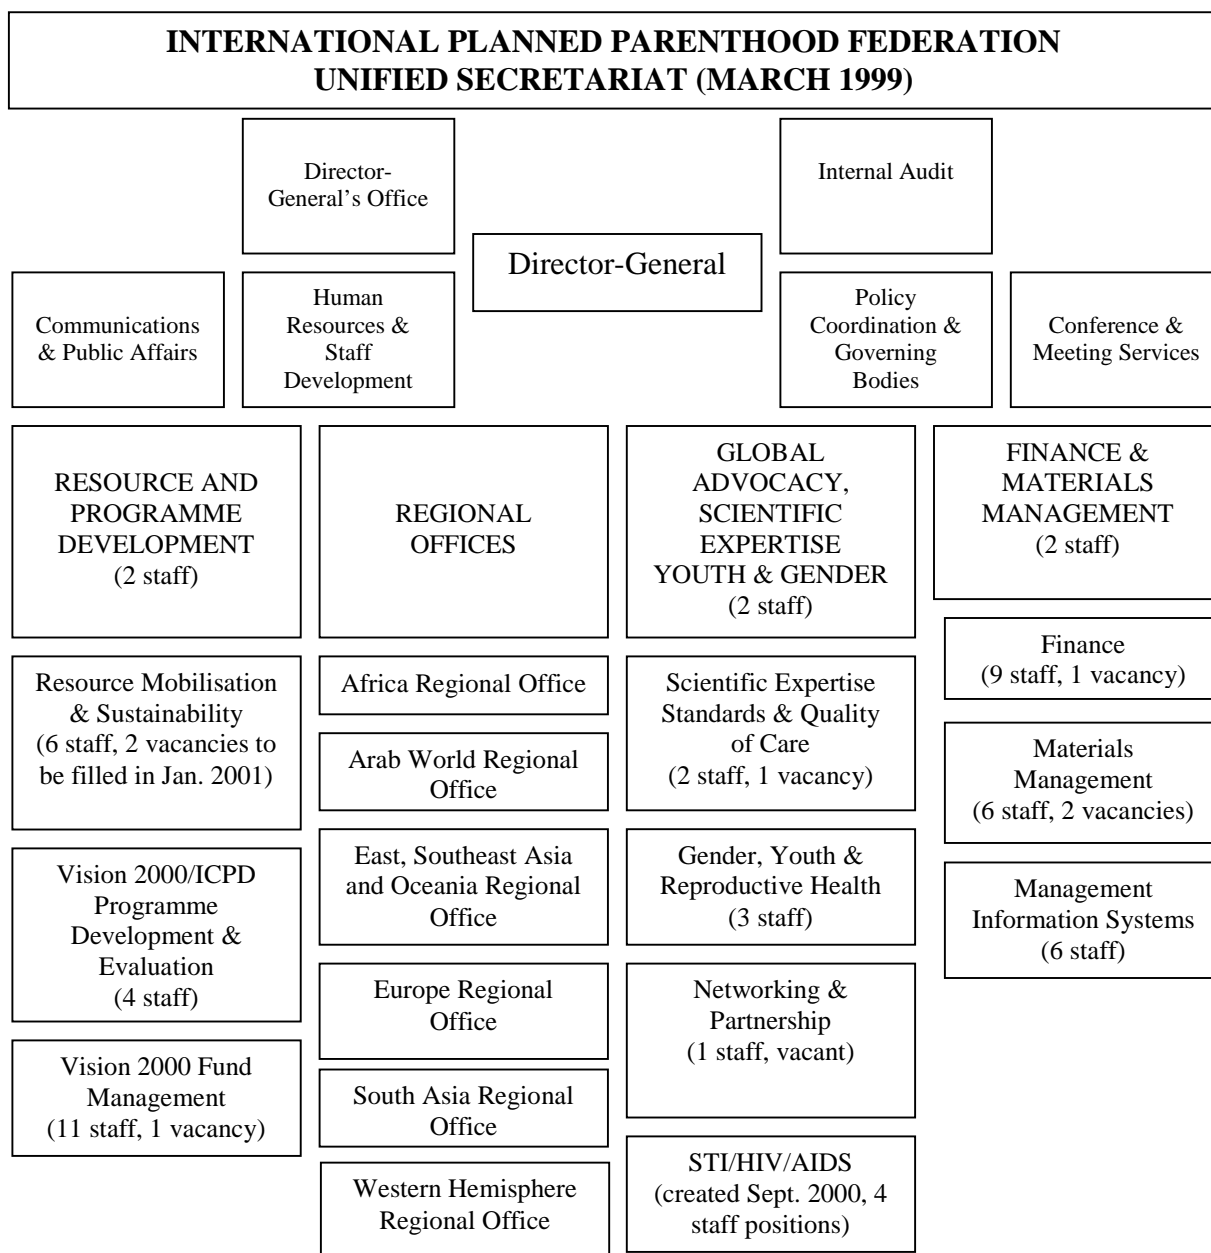 INTERNATIONAL PLANNED PARENTHOOD FEDERATION
UNIFIED SECRETARIAT (MARCH 1999)
Director-
General’s Office
Internal Audit
Director-General
Communications
& Public Affairs
Human
Resources &
Staff
Development
Policy
Coordination &
Governing
Bodies
Conference &
Meeting Services
RESOURCE AND
PROGRAMME
DEVELOPMENT
(2 staff)
REGIONAL
OFFICES
GLOBAL
ADVOCACY,
SCIENTIFIC
EXPERTISE
YOUTH & GENDER
(2 staff)
FINANCE &
MATERIALS
MANAGEMENT
(2 staff)
Resource Mobilisation
& Sustainability
(6 staff, 2 vacancies to
be filled in Jan. 2001)
Vision 2000/ICPD
Programme
Development &
Evaluation
(4 staff)
Vision 2000 Fund
Management
(11 staff, 1 vacancy)
Africa Regional Office
Arab World Regional
Office
East, Southeast Asia
and Oceania Regional
Office
Europe Regional
Office
South Asia Regional
Office
Western Hemisphere
Regional Office
Scientific Expertise
Standards & Quality
of Care
(2 staff, 1 vacancy)
Gender, Youth &
Reproductive Health
(3 staff)
Networking &
Partnership
(1 staff, vacant)
STI/HIV/AIDS
(created Sept. 2000, 4
staff positions)
Finance
(9 staff, 1 vacancy)
Materials
Management
(6 staff, 2 vacancies)
Management
Information Systems
(6 staff)